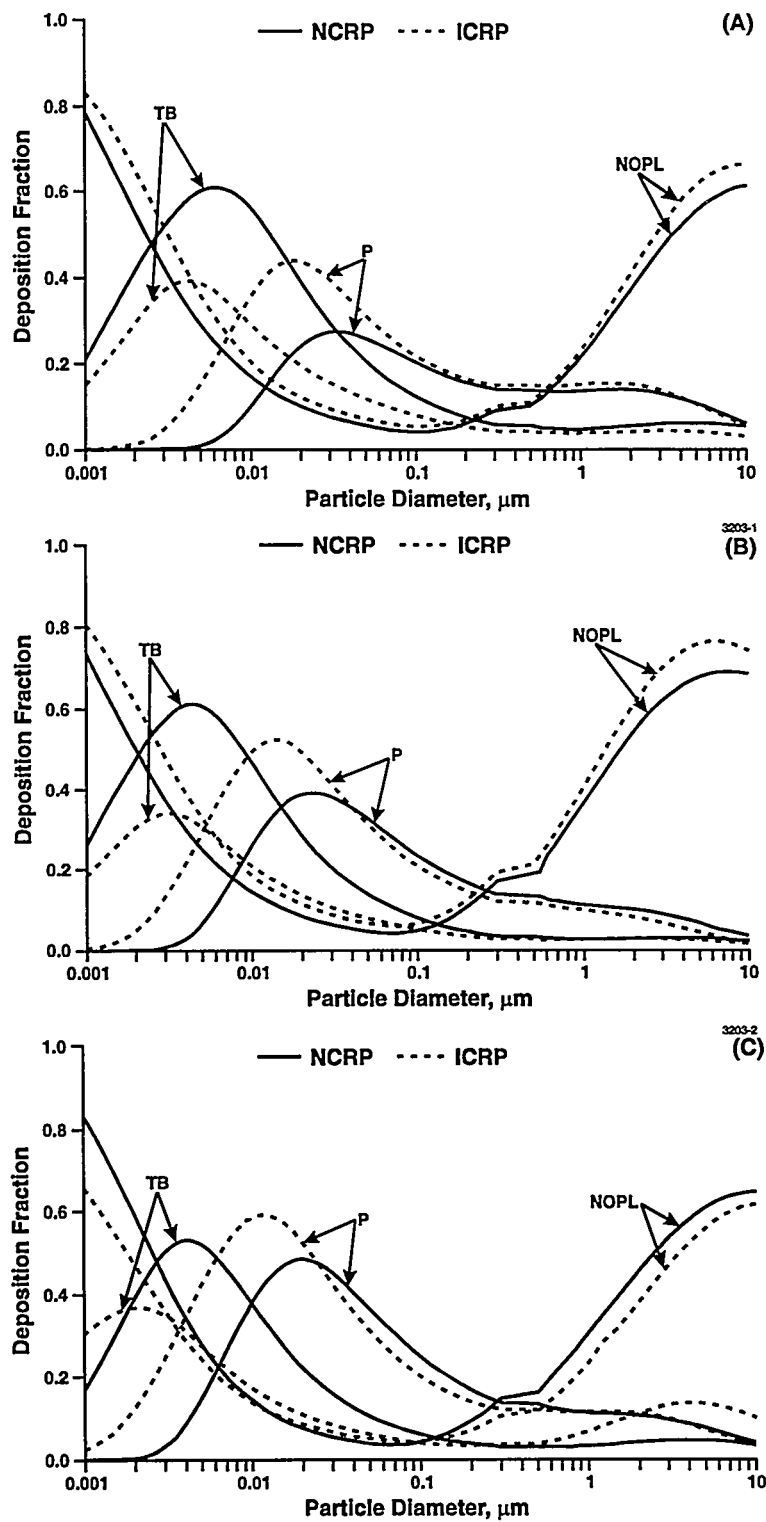 (A)
NCRP ICRP
1.0
TB
0.8
NOPL
0.6
P
0.4
0.2
0.0
Deposition Fraction
0.001 0.01 0.1 1 10
Particle Diameter, μm
3203-1
(B)
NCRP ICRP
1.0
0.8
TB
NOPL
0.6
P
0.4
0.2
0.0
Deposition Fraction
0.001 0.01 0.1 1 10
Particle Diameter, μm
3203-2
(C)
NCRP ICRP
1.0
0.8
TB
NOPL
P
0.6
0.4
0.2
0.0
Deposition Fraction
0.001 0.01 0.1 1 10
Particle Diameter, μm